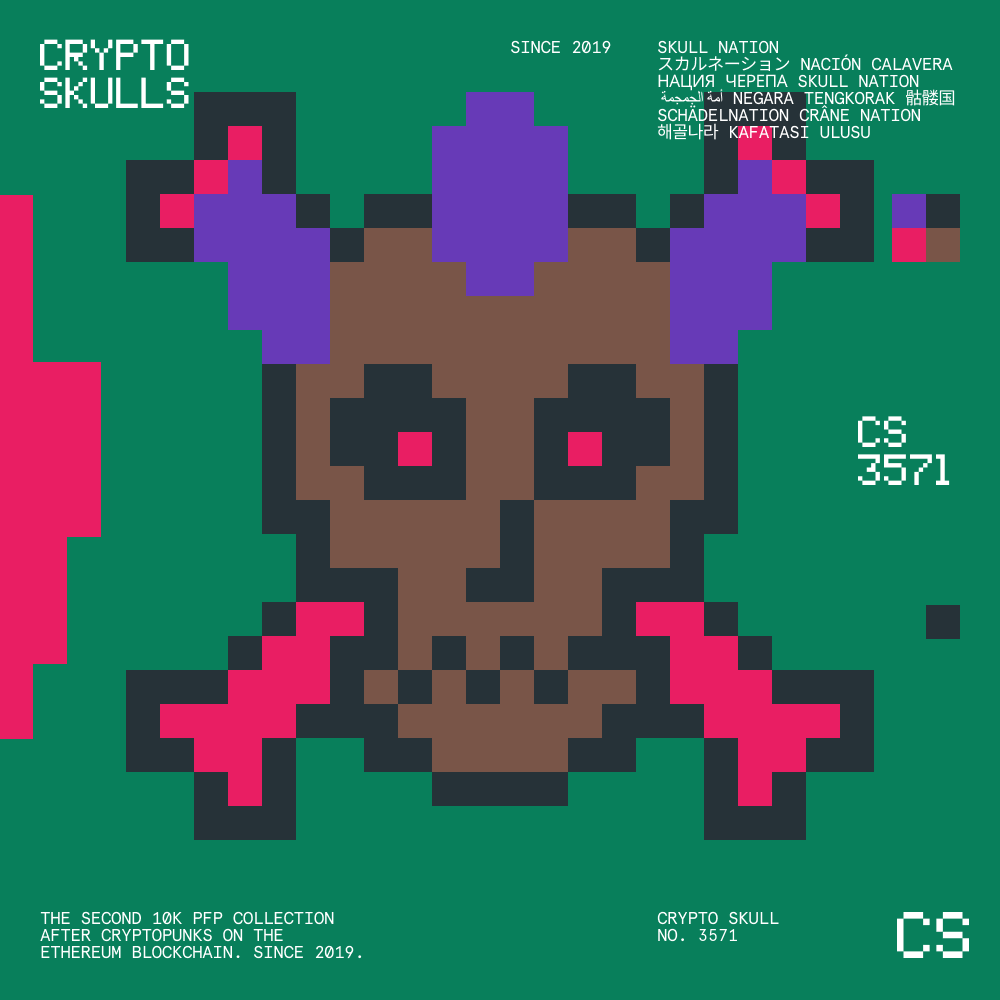 CRYPTO
SKULLS
SINCE 2019
SKULL NATION
スカルネーション NACIÓN CALAVERA
НАЦИЯ ЧЕРЕПА SKULL NATION
أمة الجمجمة NEGARA TENGKORAK 骷髅国
SCHÄDELNATION CRÂNE NATION
해골나라 KAFATASI ULUSU
CS
3571
THE SECOND 10K PFP COLLECTION
AFTER CRYPTOPUNKS ON THE
ETHEREUM BLOCKCHAIN. SINCE 2019.
CRYPTO SKULL
NO. 3571
CS